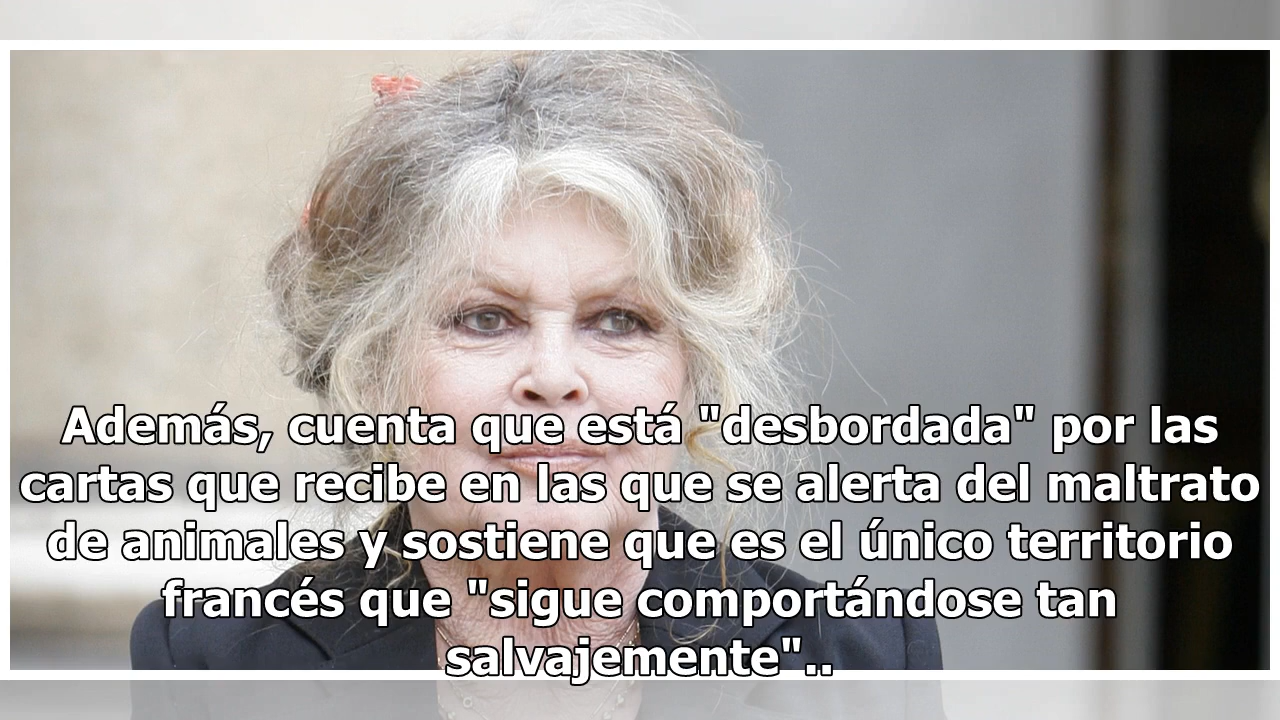 Además, cuenta que está "desbordada" por las
cartas que recibe en las que se alerta del maltrato
de animales y sostiene que es el único territorio
francés que "sigue comportándose tan
salvajemente"..